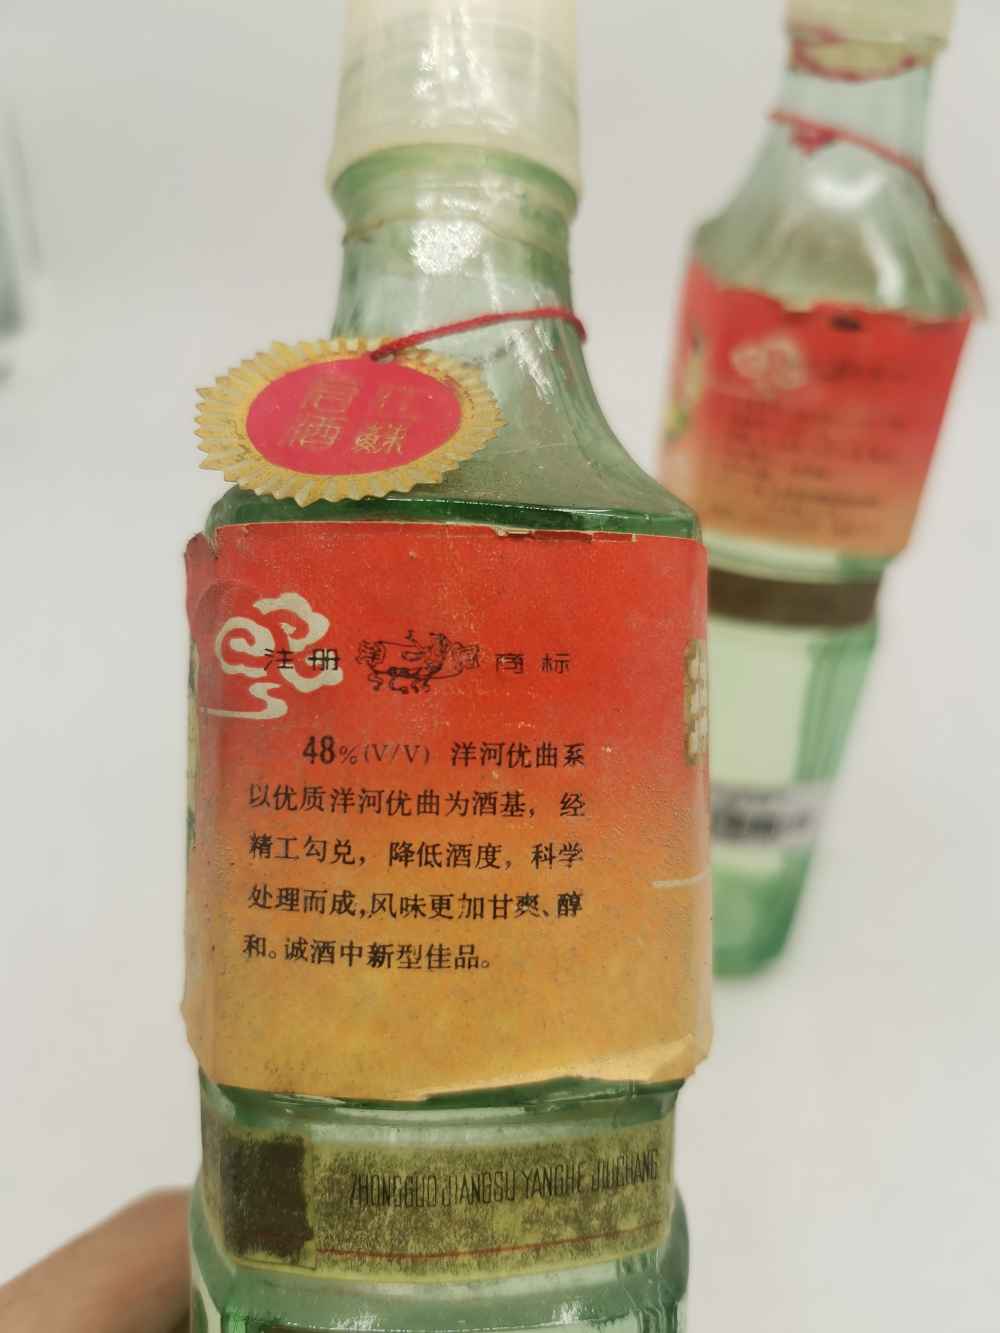 酒 蘇
注册 商标
48%(V/V) 洋河优曲系
以优质洋河优曲为酒基，经
精工勾兑，降低酒度，科学
处理而成,风味更加甘爽、醇
和。诚酒中新型佳品。
ZHONGGUO JIANGSU YANGHE JIUCHANG